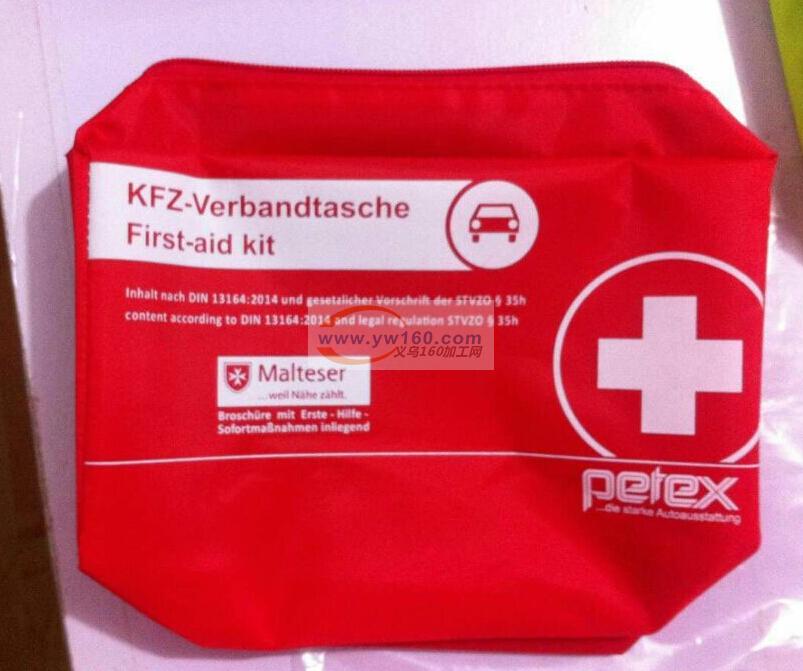 KFZ-Verbandtasche
First-aid kit
Inhalt nach DIN 13164:2014 und gesetzlicher Vorschrift der STVZO § 35h
content according to DIN 13164:2014 and legal regulation STVZO § 35h
www.yw160.com
义乌160加工网
Malteser
...weil Nähe zählt.
Broschüre mit Erste - Hilfe -
Sofortmaßnahmen inliegend
petex
...die starke Autoausstattung